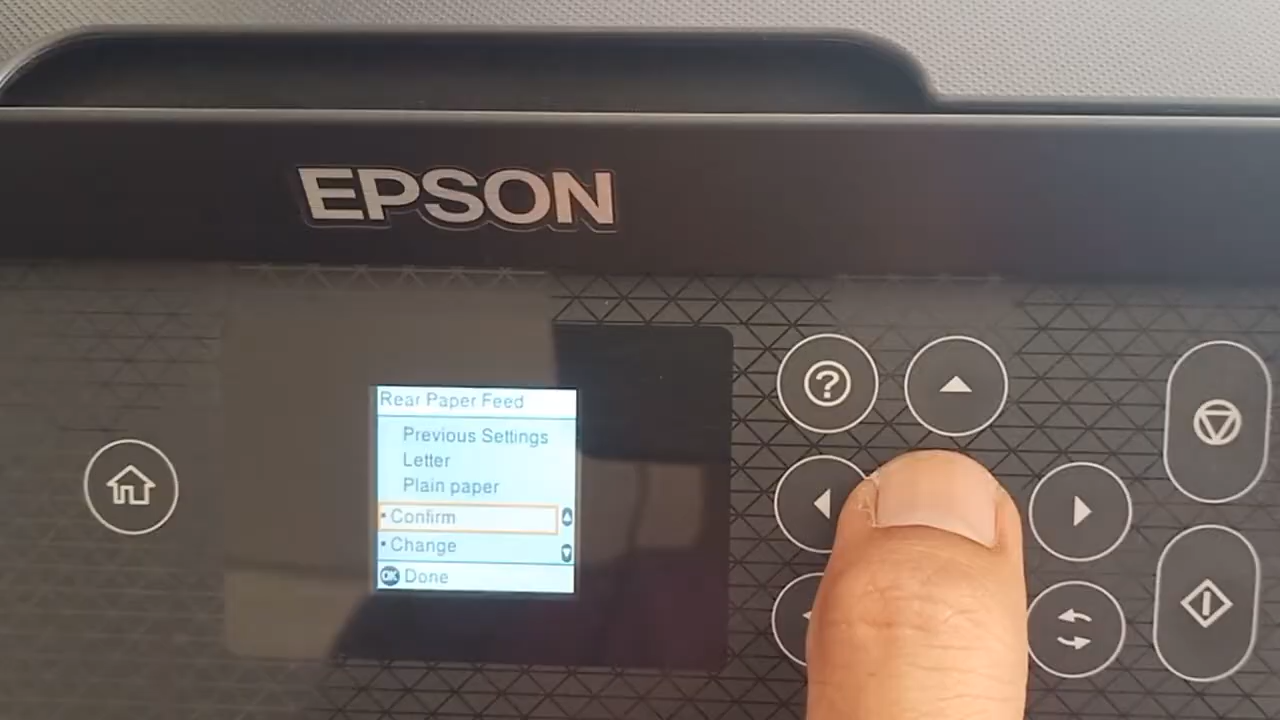 EPSON
Rear Paper Feed
Previous Settings
Letter
Plain paper
Confirm
Change
OK Done
?